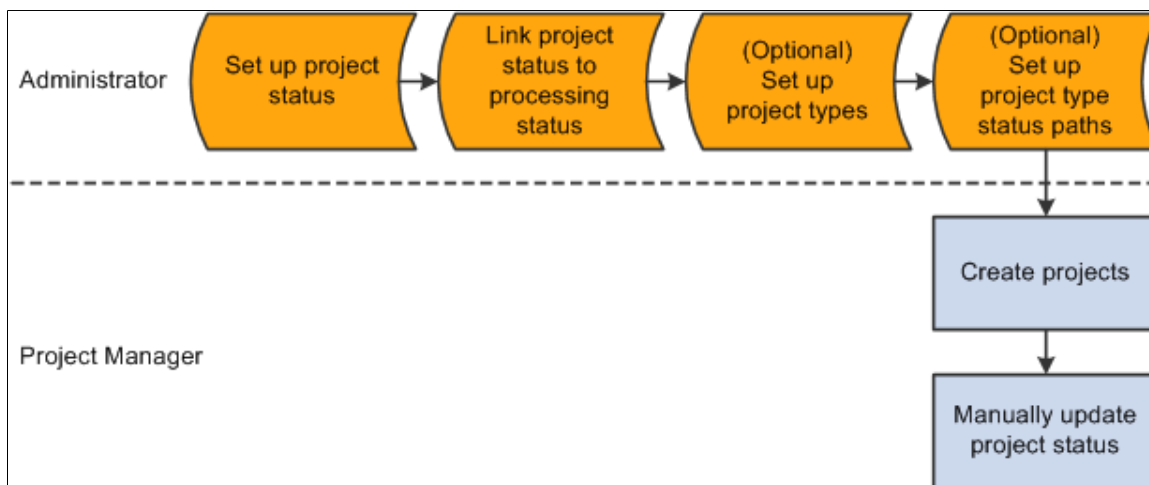 Administrator
Set up project
status
Link project
status to
processing
status
(Optional)
Set up
project types
(Optional)
Set up
project type
status paths
Project Manager
Create projects
Manually update
project status